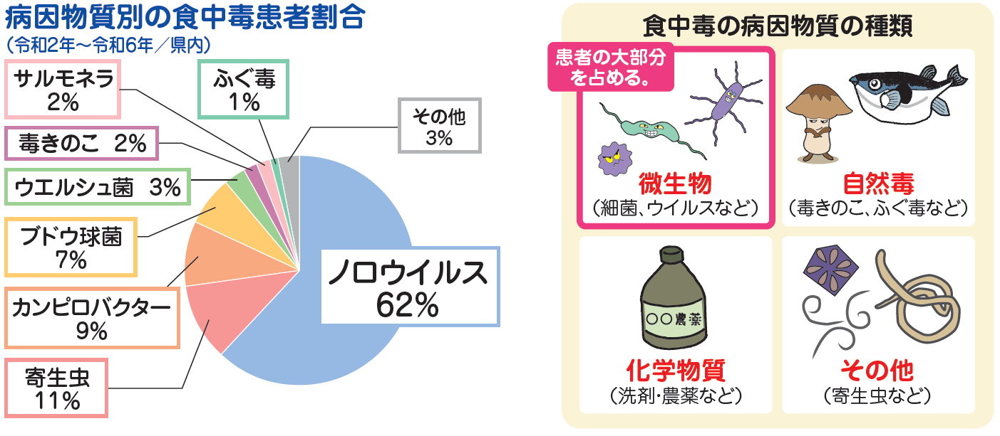 病因物質別の食中毒患者割合
（令和2年～令和6年／県内）
サルモネラ
2%
ふぐ毒
1%
その他
3%
毒きのこ 2%
ウエルシュ菌 3%
ブドウ球菌
7%
カンピロバクター
9%
寄生虫
11%
ノロウイルス
62%
食中毒の病因物質の種類
患者の大部分
を占める。
微生物
（細菌、ウイルスなど）
自然毒
（毒きのこ、ふぐ毒など）
〇〇農薬
化学物質
（洗剤・農薬など）
その他
（寄生虫など）